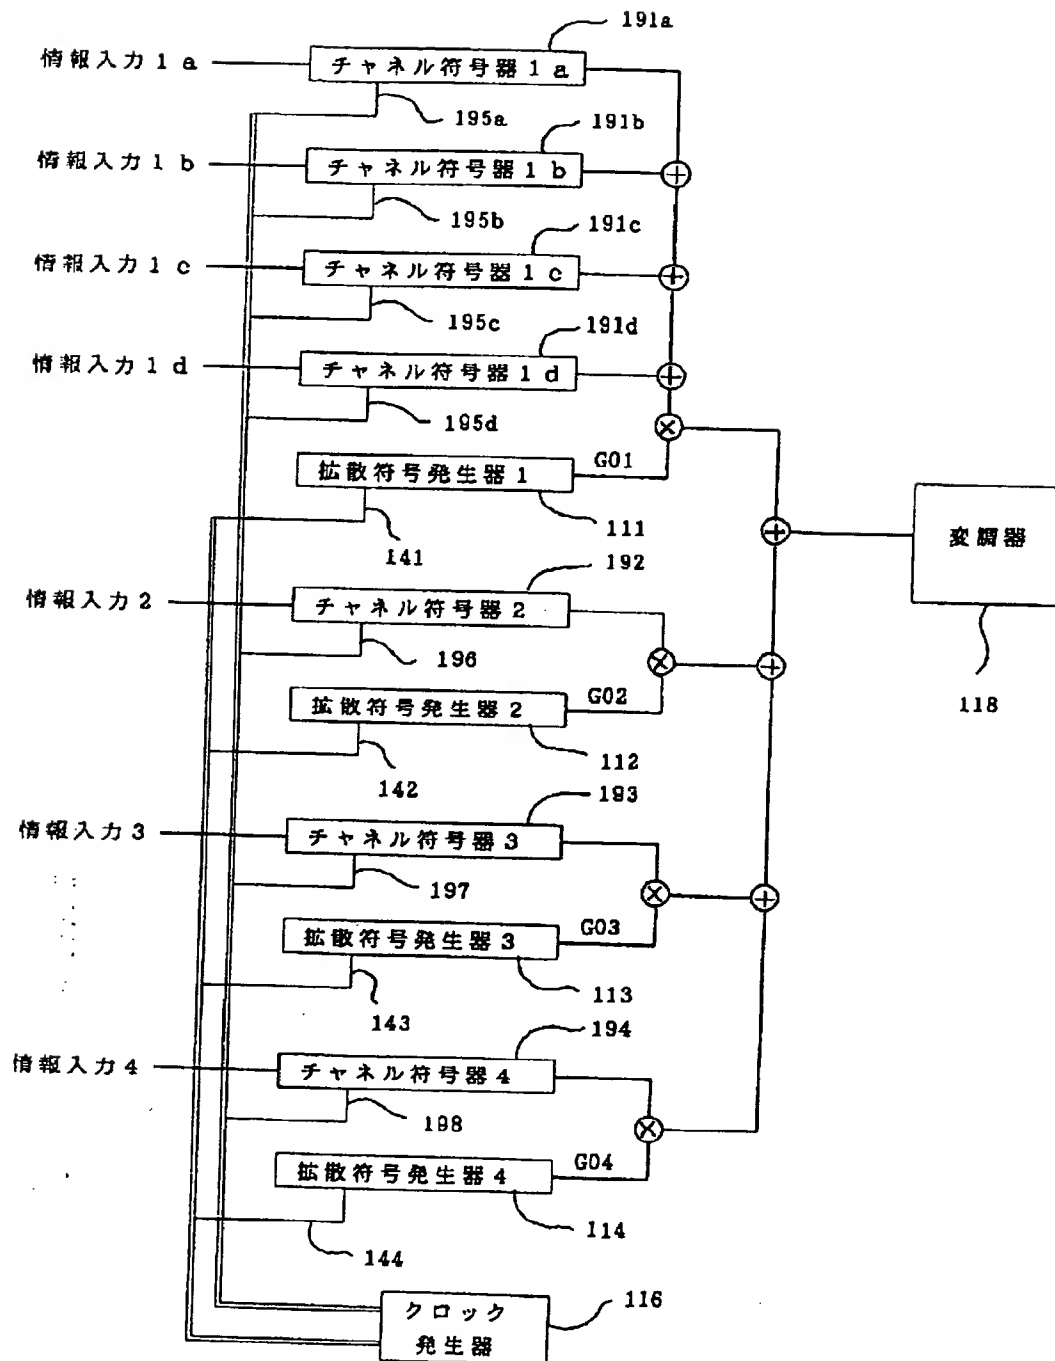 191a
情報入力1a
チャネル符号器1a
195a
191b
情報入力1b
チャネル符号器1b
195b
191c
情報入力1c
チャネル符号器1c
195c
191d
情報入力1d
チャネル符号器1d
195d
拡散符号発生器1
G01
111
141
変調器
118
192
情報入力2
チャネル符号器2
196
拡散符号発生器2
G02
112
142
193
情報入力3
チャネル符号器3
197
拡散符号発生器3
G03
113
143
194
情報入力4
チャネル符号器4
198
拡散符号発生器4
G04
114
144
116
クロック
発生器